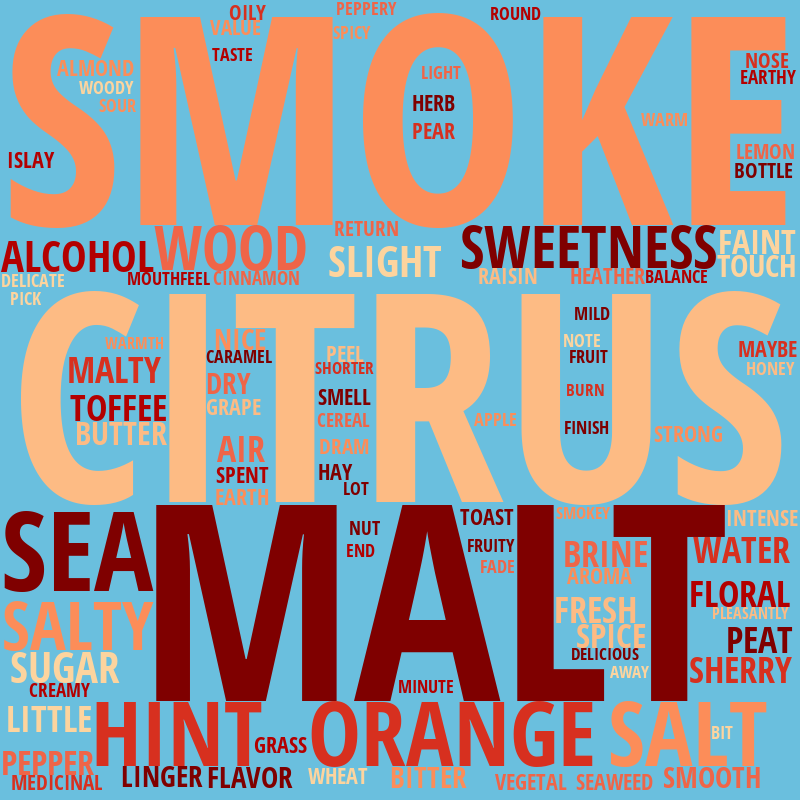 OILY
PEPPERY
ROUND
SMOKE
VALUE
SPICY
TASTE
ALMOND
LIGHT
NOSE
WOODY
EARTHY
SOUR
HERB
WARM
PEAR
ISLAY
LEMON
BOTTLE
RETURN
ALCOHOL
WOOD
SLIGHT
SWEETNESS
FAINT
TOUCH
DELICATE
MOUTHFEEL
CINNAMON
RAISIN
HEATHER
BALANCE
PICK
CITRUS
MILD
WARMTH
NICE
NOTE
CARAMEL
PEEL
FRUIT
MAYBE
MALTY
SHORTER
HONEY
DRY
BURN
TOFFEE
GRAPE
SMELL
BUTTER
CEREAL
APPLE
FINISH
STRONG
AIR
DRAM
SPENT
HAY
LOT
EARTH
SEA
MALT
TOAST
SMOKEY
INTENSE
NUT
END
FRUITY
BRINE
WATER
FADE
AROMA
SALTY
FRESH
FLORAL
PLEASANTLY
SPICE
PEAT
SUGAR
DELICIOUS
SHERRY
AWAY
CREAMY
MINUTE
LITTLE
HINT
ORANGE
SALT
BIT
GRASS
PEPPER
MEDICINAL
LINGER
FLAVOR
WHEAT
BITTER
VEGETAL
SEAWEED
SMOOTH